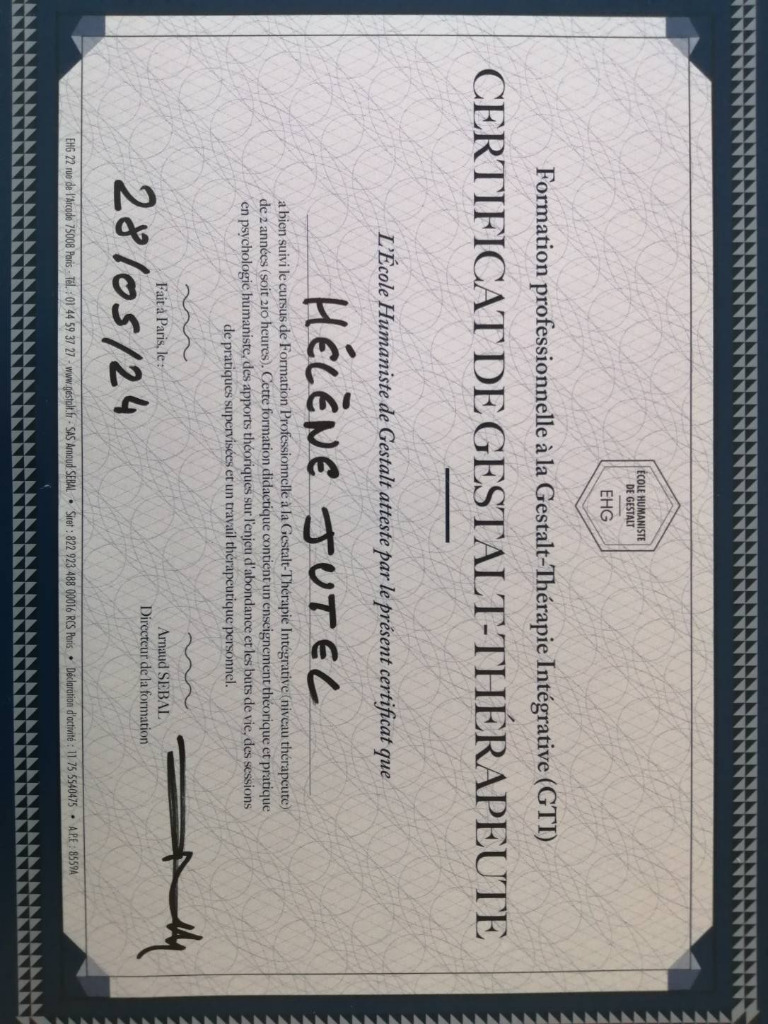 ÉCOLE HUMANISTE
DE GESTALT
EHG
Formation professionnelle à la Gestalt-Thérapie Intégrative (GTI)
CERTIFICAT DE GESTALT-THÉRAPEUTE
L'École Humaniste de Gestalt atteste par le présent certificat que
HÉLÈNE JUTEL
a bien suivi le cursus de Formation Professionnelle à la Gestalt-Thérapie Intégrative (niveau thérapeute)
de 2 années (soit 210 heures). Cette formation didactique contient un enseignement théorique et pratique
en psychologie humaniste, des apports théoriques sur l'enjeu d'abondance et les buts de vie, des sessions
de pratiques supervisées et un travail thérapeutique personnel.
Fait à Paris, le :
28/05/24
Arnaud SEBAL
Directeur de la formation
EHG 22 rue de l'Arcade 75008 Paris - Tél. : 01 44 59 37 27 - www.gestalt.fr - SAS Arnaud SEBAL • Siret : 822 923 488 00016 RCS Paris • Déclaration d'activité : 11 75 5540475 • A.P.E : 8559A